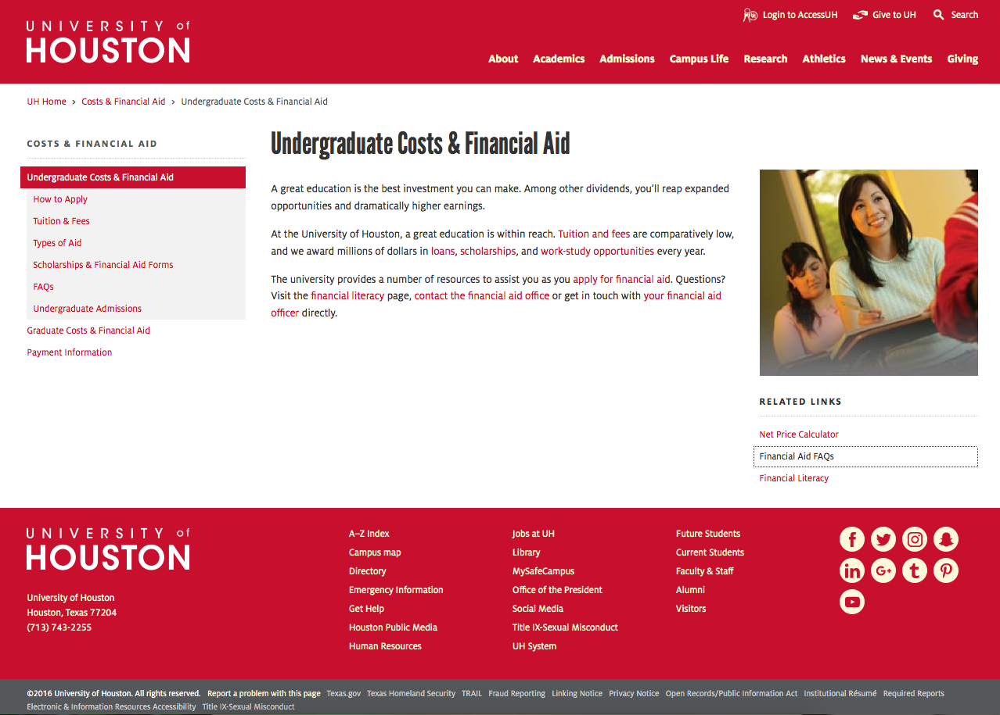 UNIVERSITY of
HOUSTON
Login to AccessUH
Give to UH
Search
About
Academics
Admissions
Campus Life
Research
Athletics
News & Events
Giving
UH Home > Costs & Financial Aid > Undergraduate Costs & Financial Aid
COSTS & FINANCIAL AID
Undergraduate Costs & Financial Aid
How to Apply
Tuition & Fees
Types of Aid
Scholarships & Financial Aid Forms
FAQs
Undergraduate Admissions
Graduate Costs & Financial Aid
Payment Information
Undergraduate Costs & Financial Aid
A great education is the best investment you can make. Among other dividends, you'll reap expanded
opportunities and dramatically higher earnings.
At the University of Houston, a great education is within reach. Tuition and fees are comparatively low,
and we award millions of dollars in loans, scholarships, and work-study opportunities every year.
The university provides a number of resources to assist you as you apply for financial aid. Questions?
Visit the financial literacy page, contact the financial aid office or get in touch with your financial aid
officer directly.
RELATED LINKS
Net Price Calculator
Financial Aid FAQs
Financial Literacy
UNIVERSITY of
HOUSTON
University of Houston
Houston, Texas 77204
(713) 743-2255
A–Z Index
Campus map
Directory
Emergency Information
Get Help
Houston Public Media
Human Resources
Jobs at UH
Library
MySafeCampus
Office of the President
Social Media
Title IX-Sexual Misconduct
UH System
Future Students
Current Students
Faculty & Staff
Alumni
Visitors
©2016 University of Houston. All rights reserved. Report a problem with this page Texas.gov Texas Homeland Security TRAIL Fraud Reporting Linking Notice Privacy Notice Open Records/Public Information Act Institutional Résumé Required Reports
Electronic & Information Resources Accessibility Title IX-Sexual Misconduct